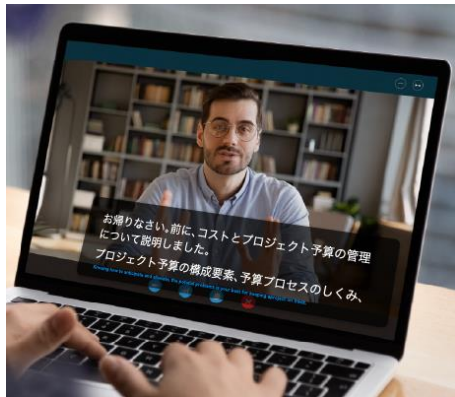 お帰りなさい。前に、コストとプロジェクト予算の管理
について説明しました。
プロジェクト予算の構成要素、予算プロセスのしくみ、